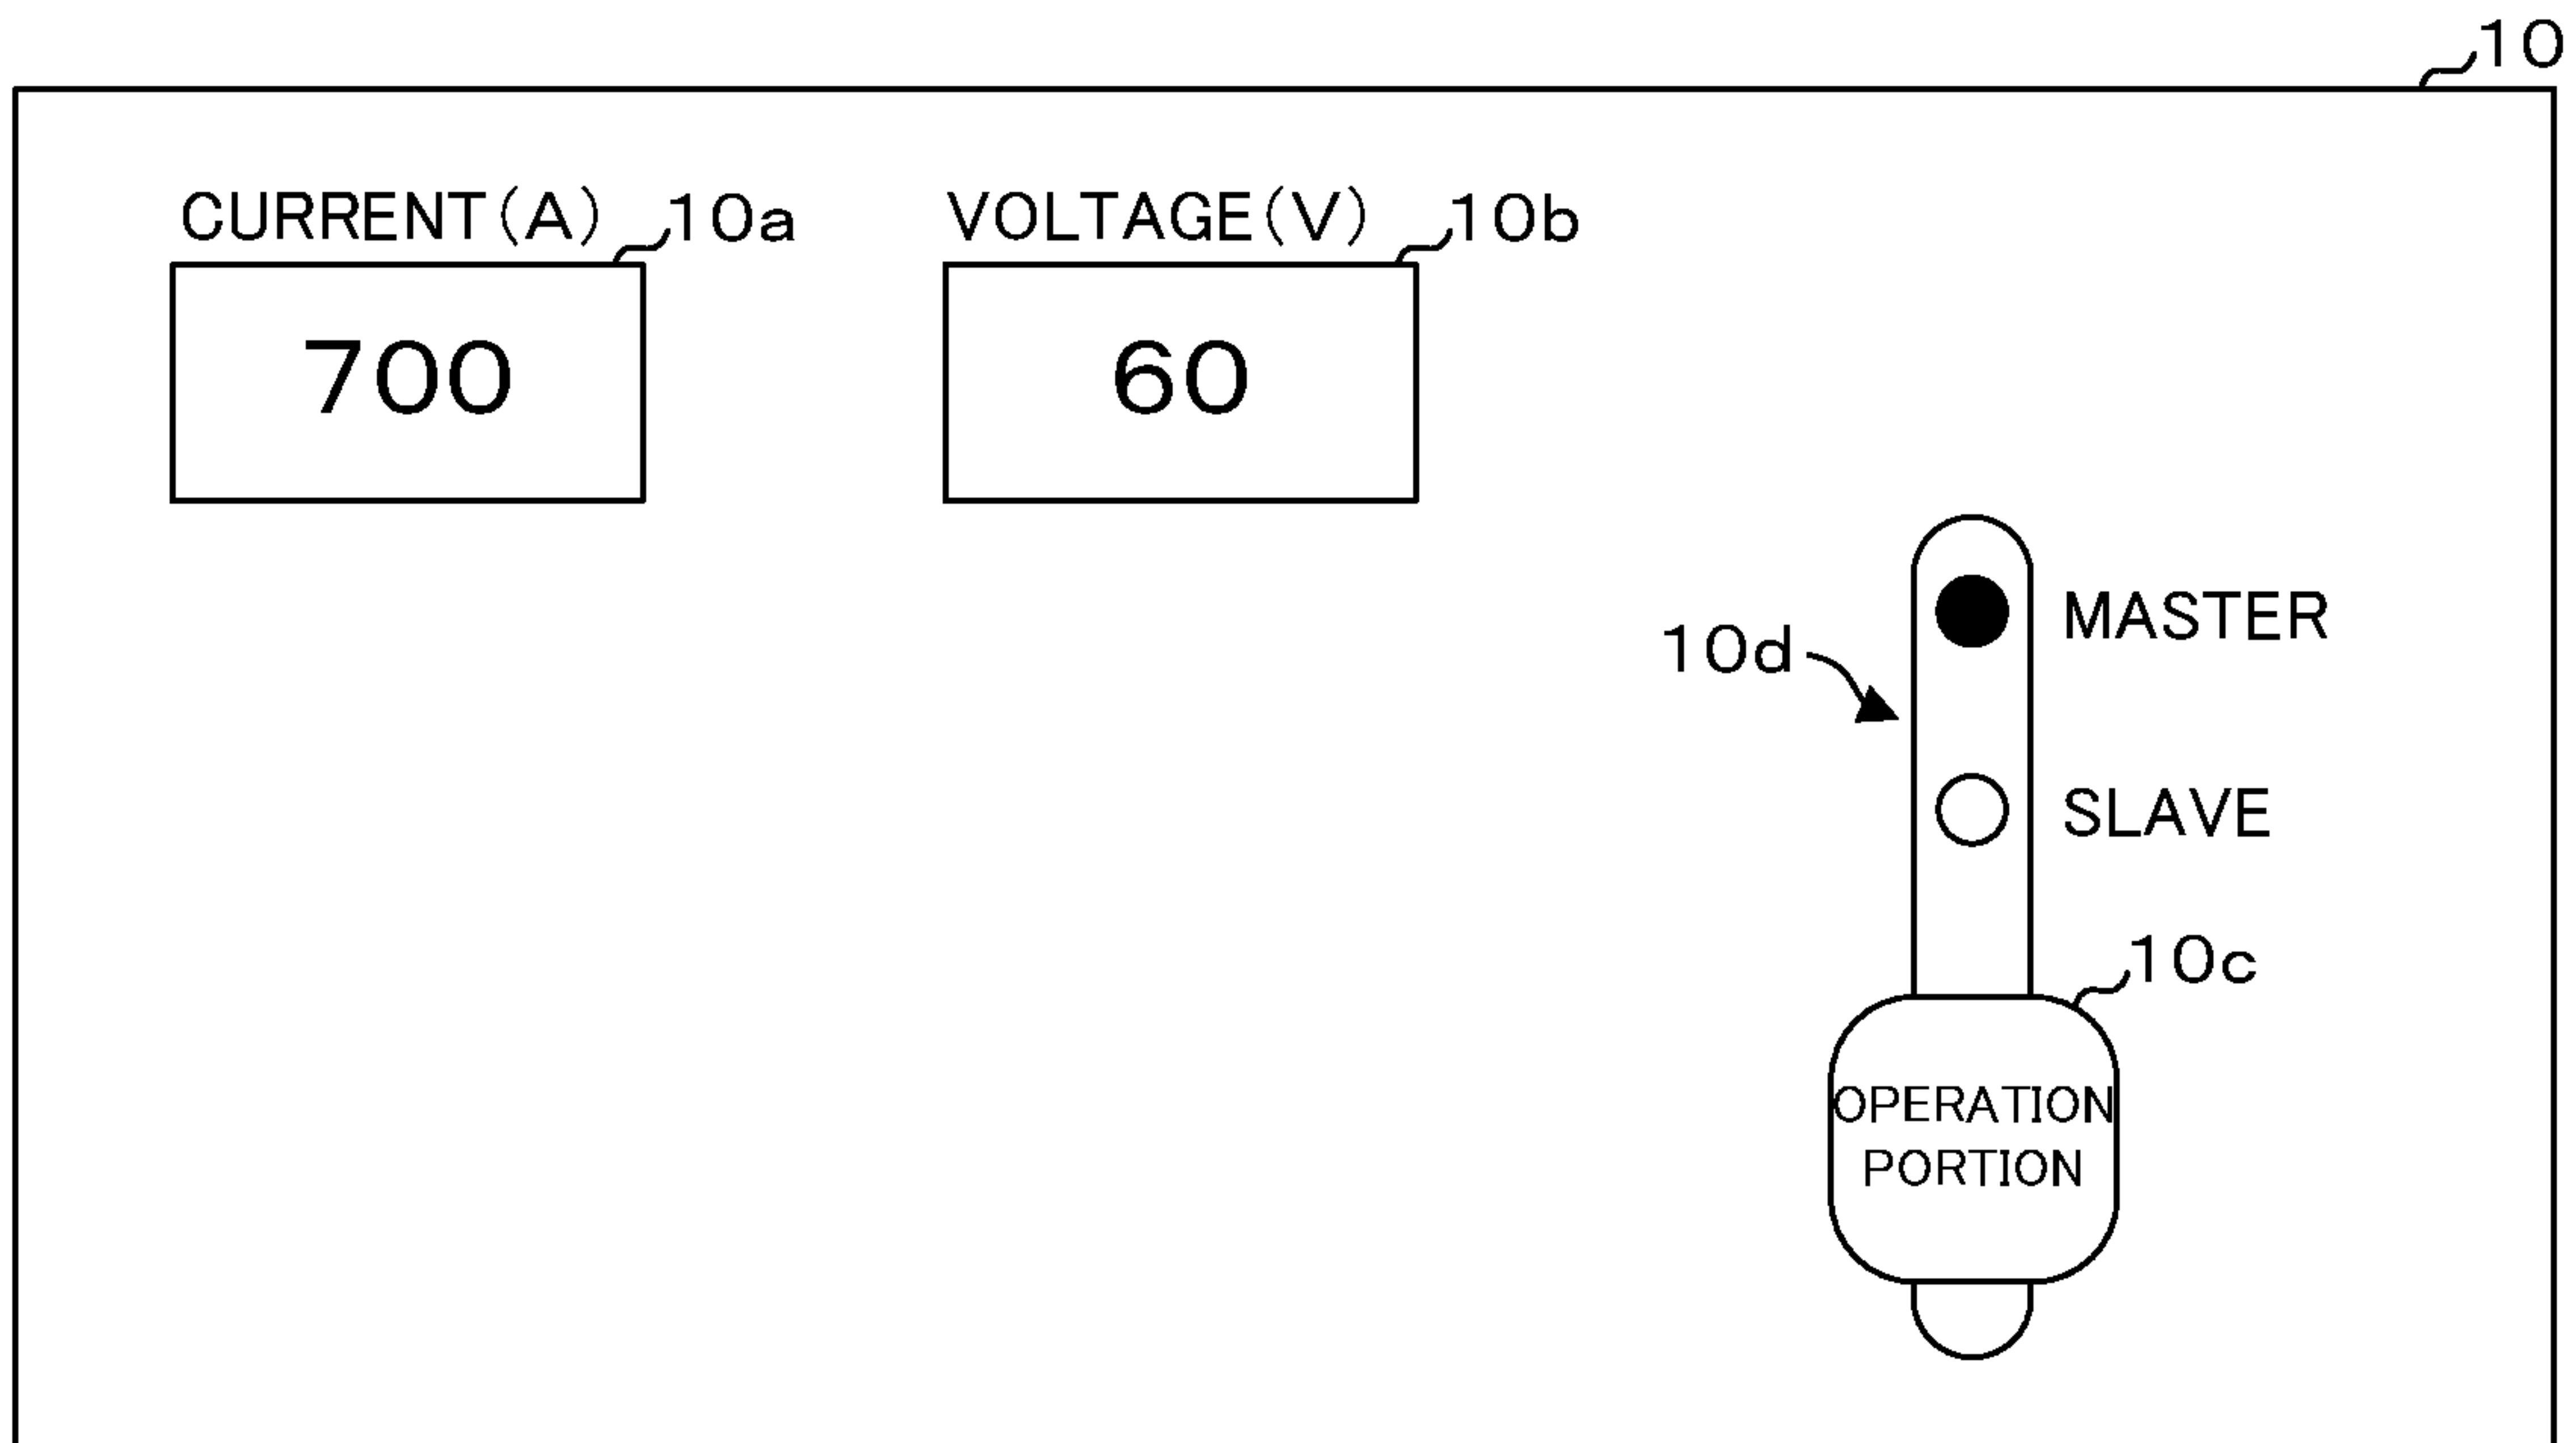 10
CURRENT(A) 10a
VOLTAGE(V) 10b
700
60
MASTER
10d
SLAVE
10c
OPERATION
PORTION